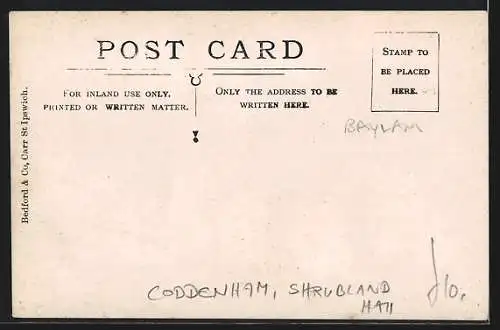 POST CARD
FOR INLAND USE ONLY,
PRINTED OR WRITTEN MATTER.
ONLY THE ADDRESS TO BE
WRITTEN HERE.
STAMP TO
BE PLACED
HERE.
BAYLAM
Bedford & Co, Carr St Ipswich.
CODDENHAM, SHRUBLAND
HALL